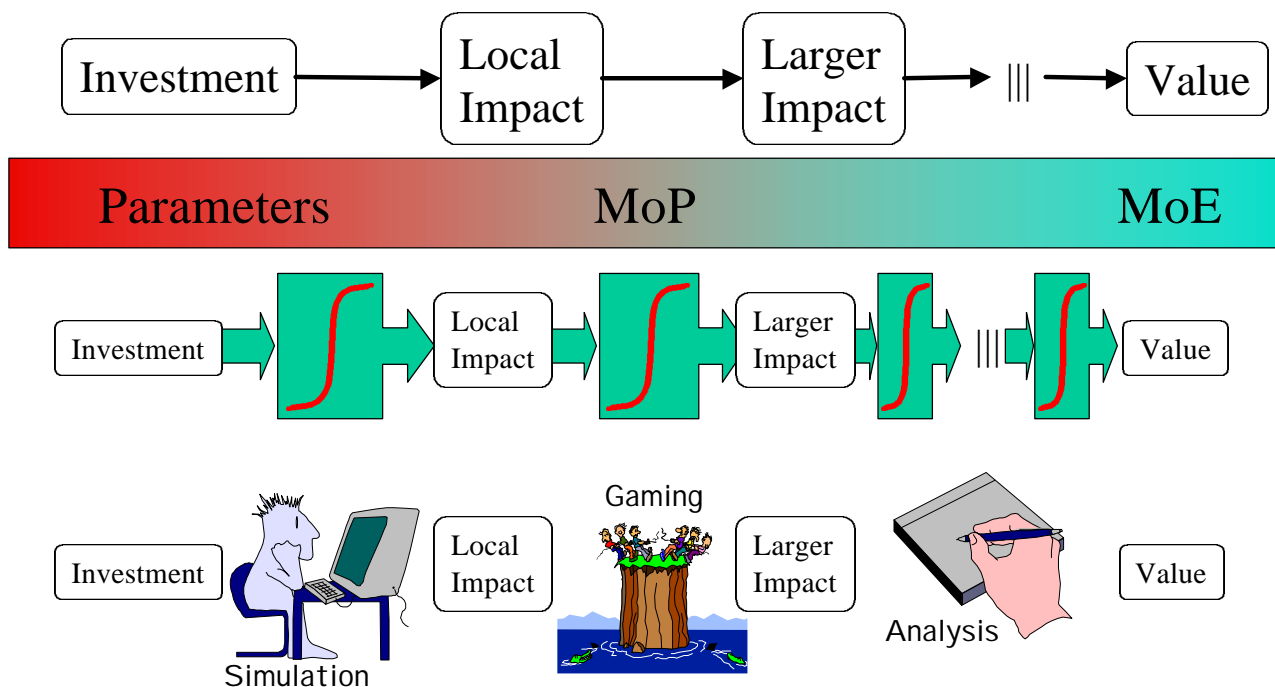 Investment
Local
Impact
Larger
Impact
|||
Value
Parameters MoP MoE
Investment
Local
Impact
Larger
Impact
|||
Value
Gaming
Investment
Local
Impact
Larger
Impact
Value
Analysis
Simulation